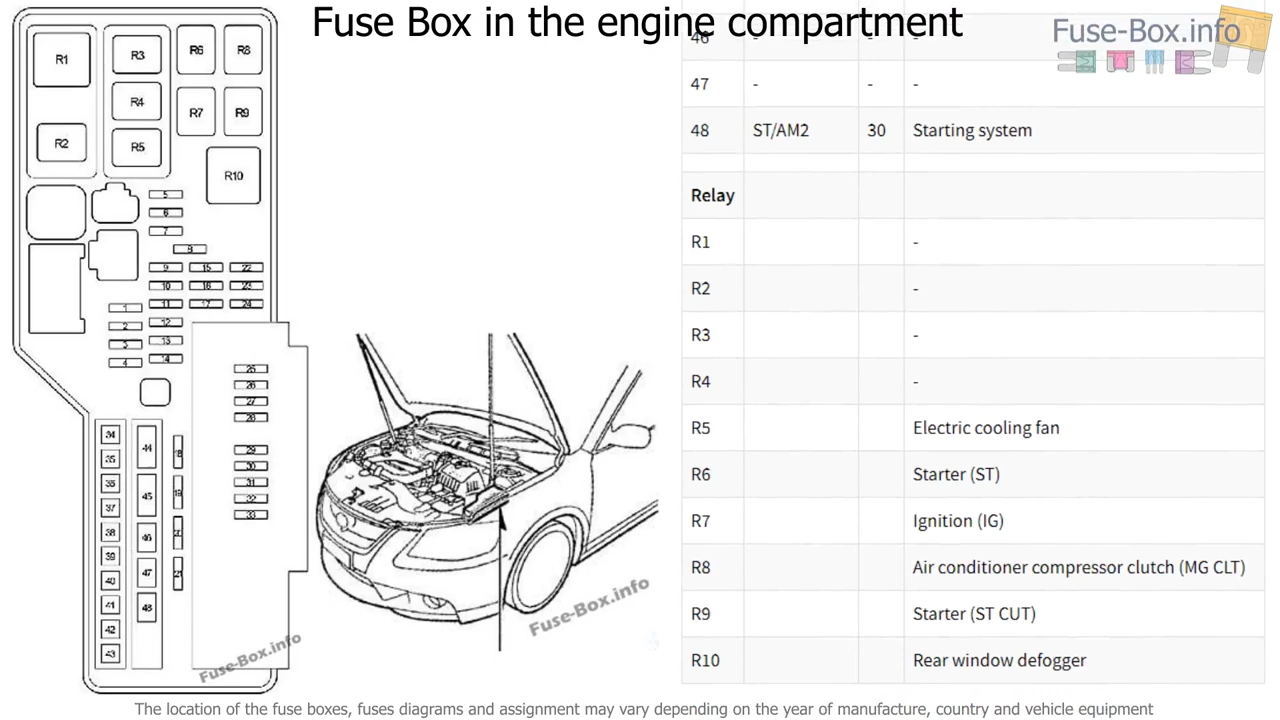 Fuse Box in the engine compartment
Fuse-Box.info
R1
R2
R3
R4
R5
R6
R7
R8
R9
R10
5
6
7
8
9
10
11
12
13
14
15
16
17
22
23
24
1
2
3
4
25
26
27
28
29
30
31
32
33
34
35
36
37
38
39
40
41
42
43
44
45
46
47
48
18
19
21
Fuse-Box.info
Fuse-Box.info
46 - - -
47 - - -
48 ST/AM2 30 Starting system
Relay
R1 -
R2 -
R3 -
R4 -
R5 Electric cooling fan
R6 Starter (ST)
R7 Ignition (IG)
R8 Air conditioner compressor clutch (MG CLT)
R9 Starter (ST CUT)
R10 Rear window defogger
The location of the fuse boxes, fuses diagrams and assignment may vary depending on the year of manufacture, country and vehicle equipment